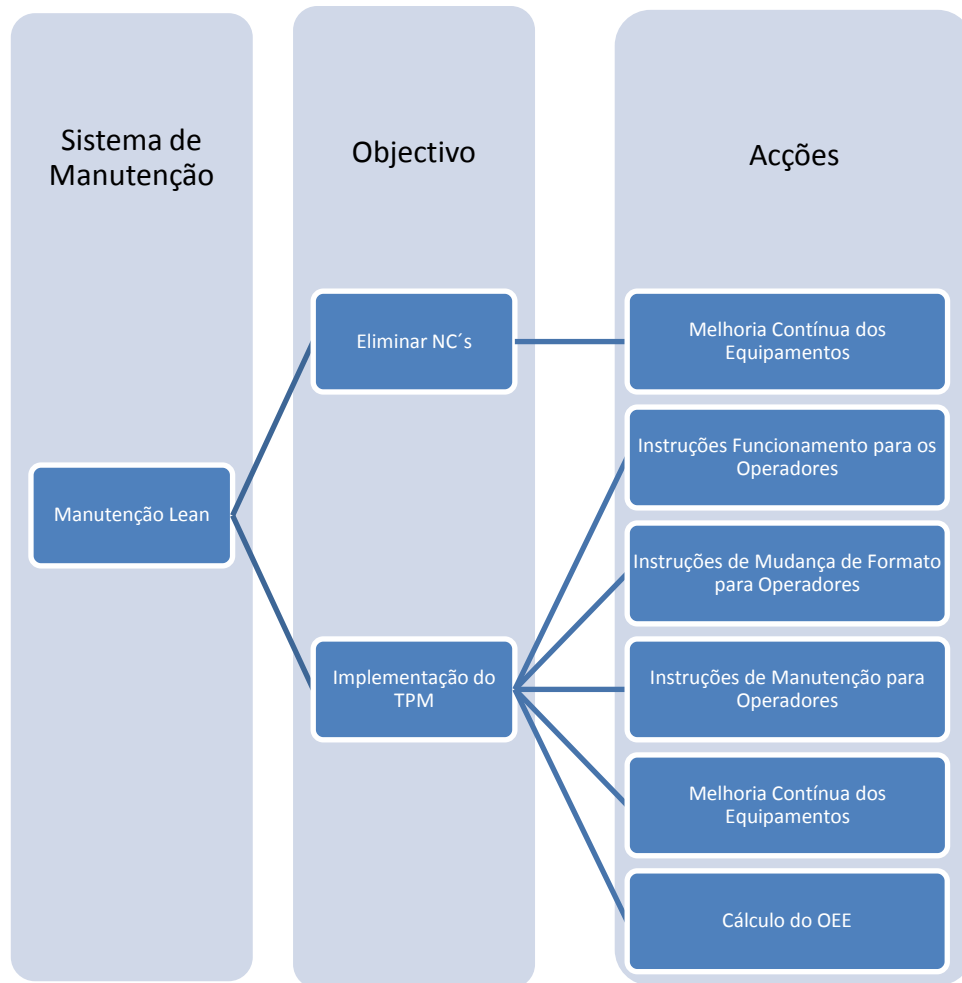 Sistema de
Manutenção
Objectivo
Acções
Eliminar NC´s
Melhoria Contínua dos
Equipamentos
Instruções Funcionamento para os
Operadores
Manutenção Lean
Instruções de Mudança de Formato
para Operadores
Implementação do
TPM
Instruções de Manutenção para
Operadores
Melhoria Contínua dos
Equipamentos
Cálculo do OEE